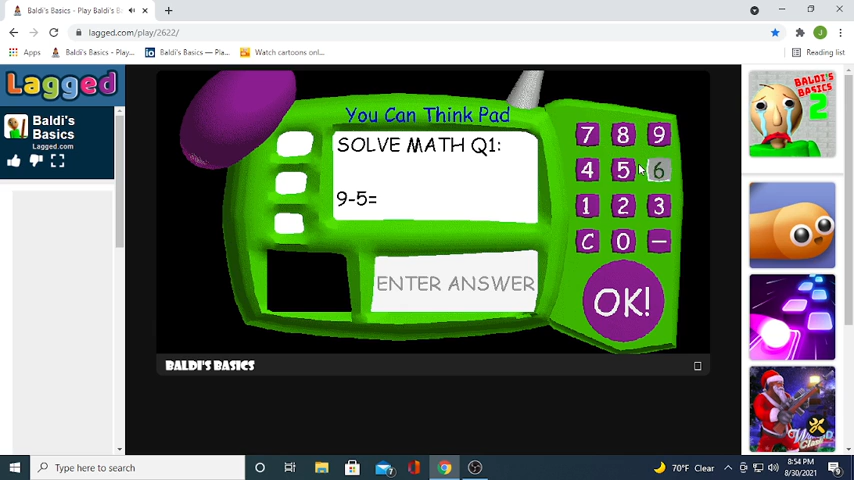 Baldi's Basics - Play Baldi's B
lagged.com/play/2622/
Apps
Baldi's Basics - Play...
Baldi's Basics — Pla...
Watch cartoons onl...
Reading list
Lagged
Baldi's
Basics
Lagged.com
You Can Think Pad
SOLVE MATH Q1:
9-5=
ENTER ANSWER
7 8 9
4 5 6
1 2 3
C 0 —
OK!
BALDI'S BASICS
BALDI'S
BASICS
2
Type here to search
70°F Clear
8:54 PM
8/30/2021